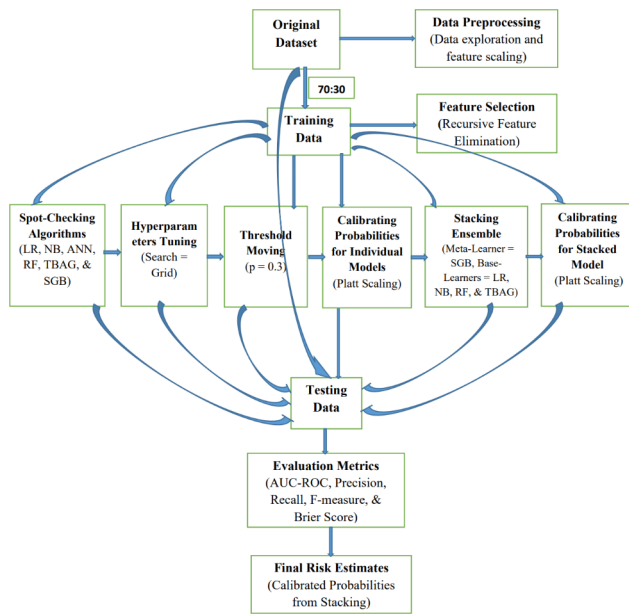 Original
Dataset
Data Preprocessing
(Data exploration and
feature scaling)
70:30
Training
Data
Feature Selection
(Recursive Feature
Elimination)
Spot-Checking
Algorithms
(LR, NB, ANN,
RF, TBAG, &
SGB)
Hyperparam
eters Tuning
(Search =
Grid)
Threshold
Moving
(p = 0.3)
Calibrating
Probabilities
for Individual
Models
(Platt Scaling)
Stacking
Ensemble
(Meta-Learner =
SGB, Base-
Learners = LR,
NB, RF, & TBAG)
Calibrating
Probabilities
for Stacked
Model
(Platt Scaling)
Testing
Data
Evaluation Metrics
(AUC-ROC, Precision,
Recall, F-measure, &
Brier Score)
Final Risk Estimates
(Calibrated Probabilities
from Stacking)